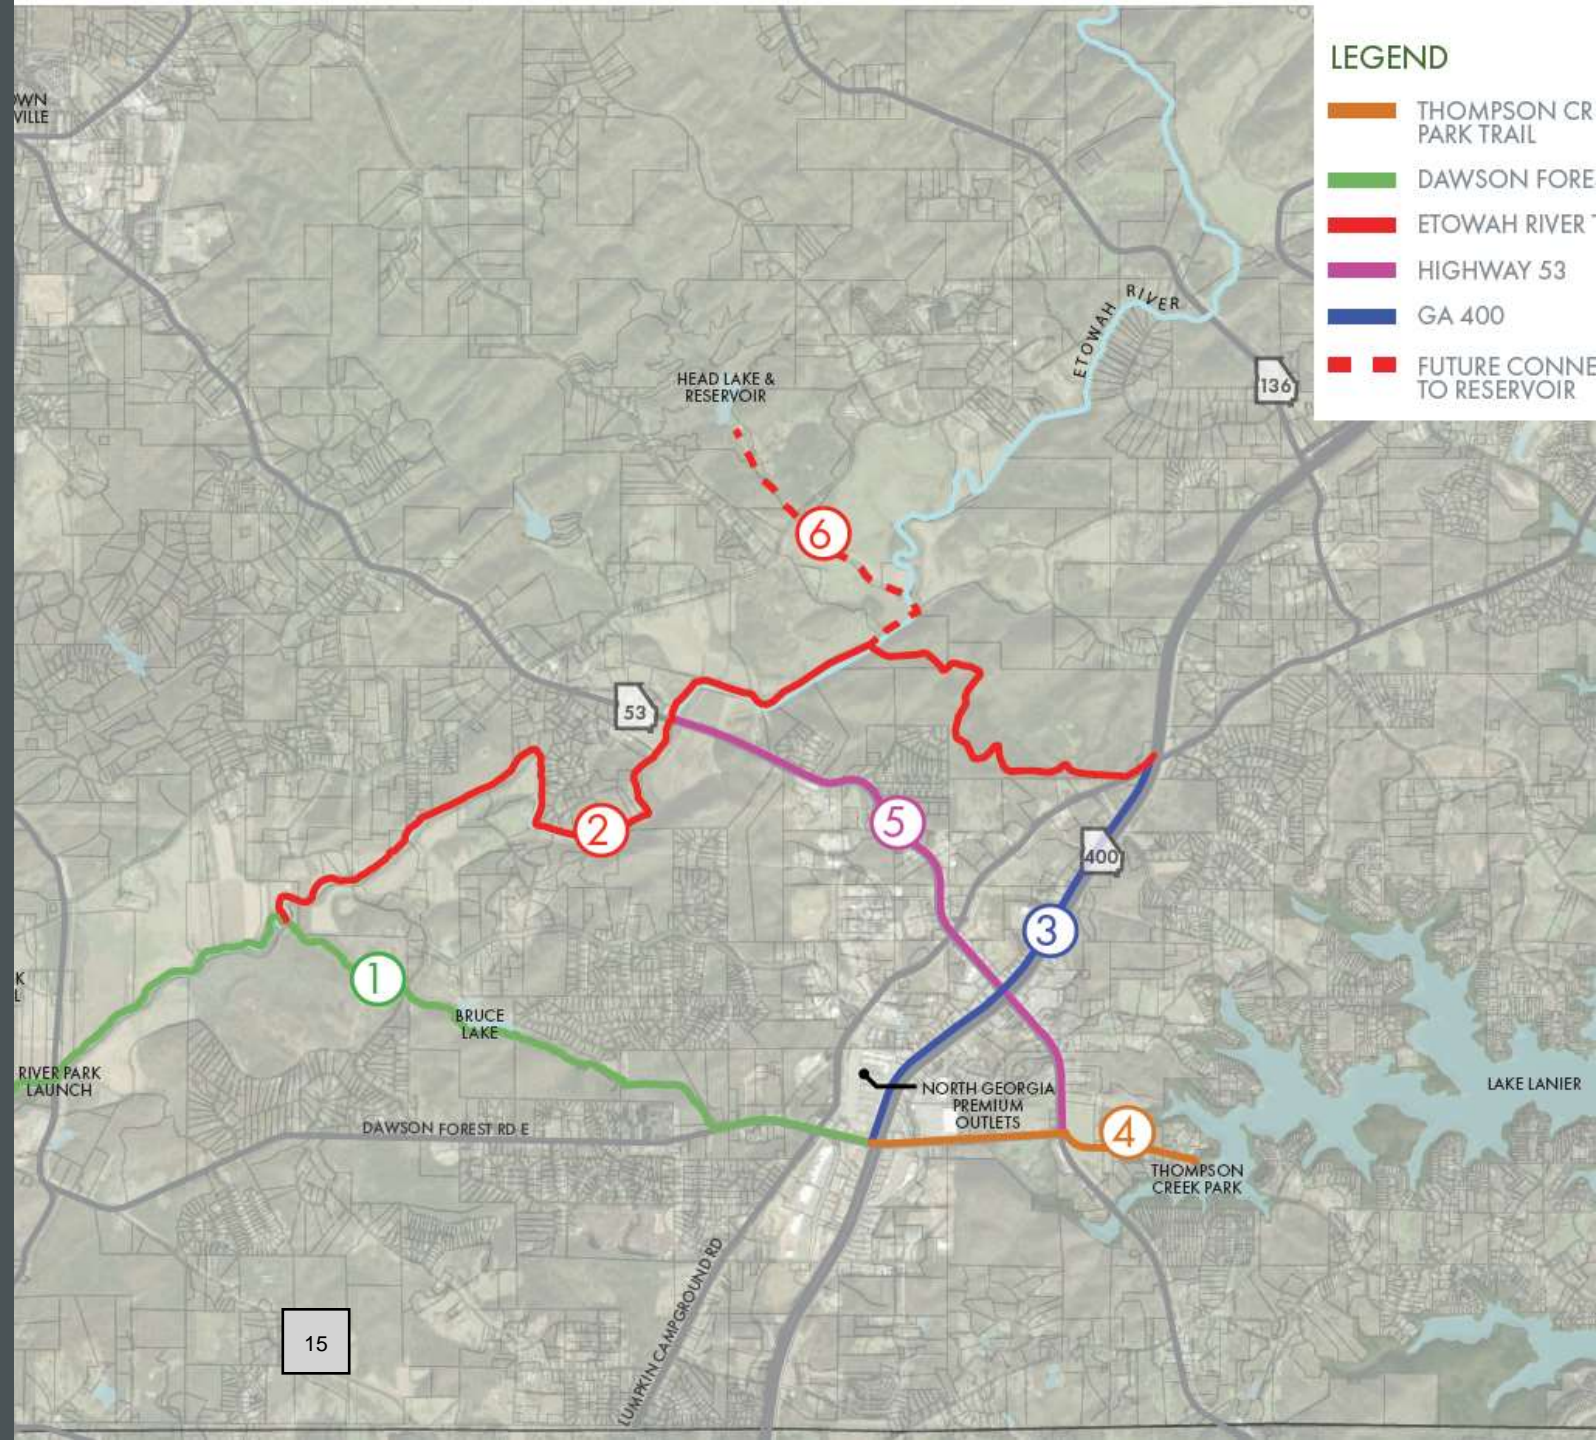 LEGEND
THOMPSON CR
PARK TRAIL
DAWSON FORE
ETOWAH RIVER T
HIGHWAY 53
GA 400
FUTURE CONNE
TO RESERVOIR
OWN
VILLE
ETOWAH RIVER
136
HEAD LAKE &
RESERVOIR
6
53
2
5
400
3
1
K
L
BRUCE
LAKE
RIVER PARK
LAUNCH
NORTH GEORGIA
PREMIUM
OUTLETS
LAKE LANIER
DAWSON FOREST RD E
4
THOMPSON
CREEK PARK
LUMPKIN CAMPGROUND RD
15